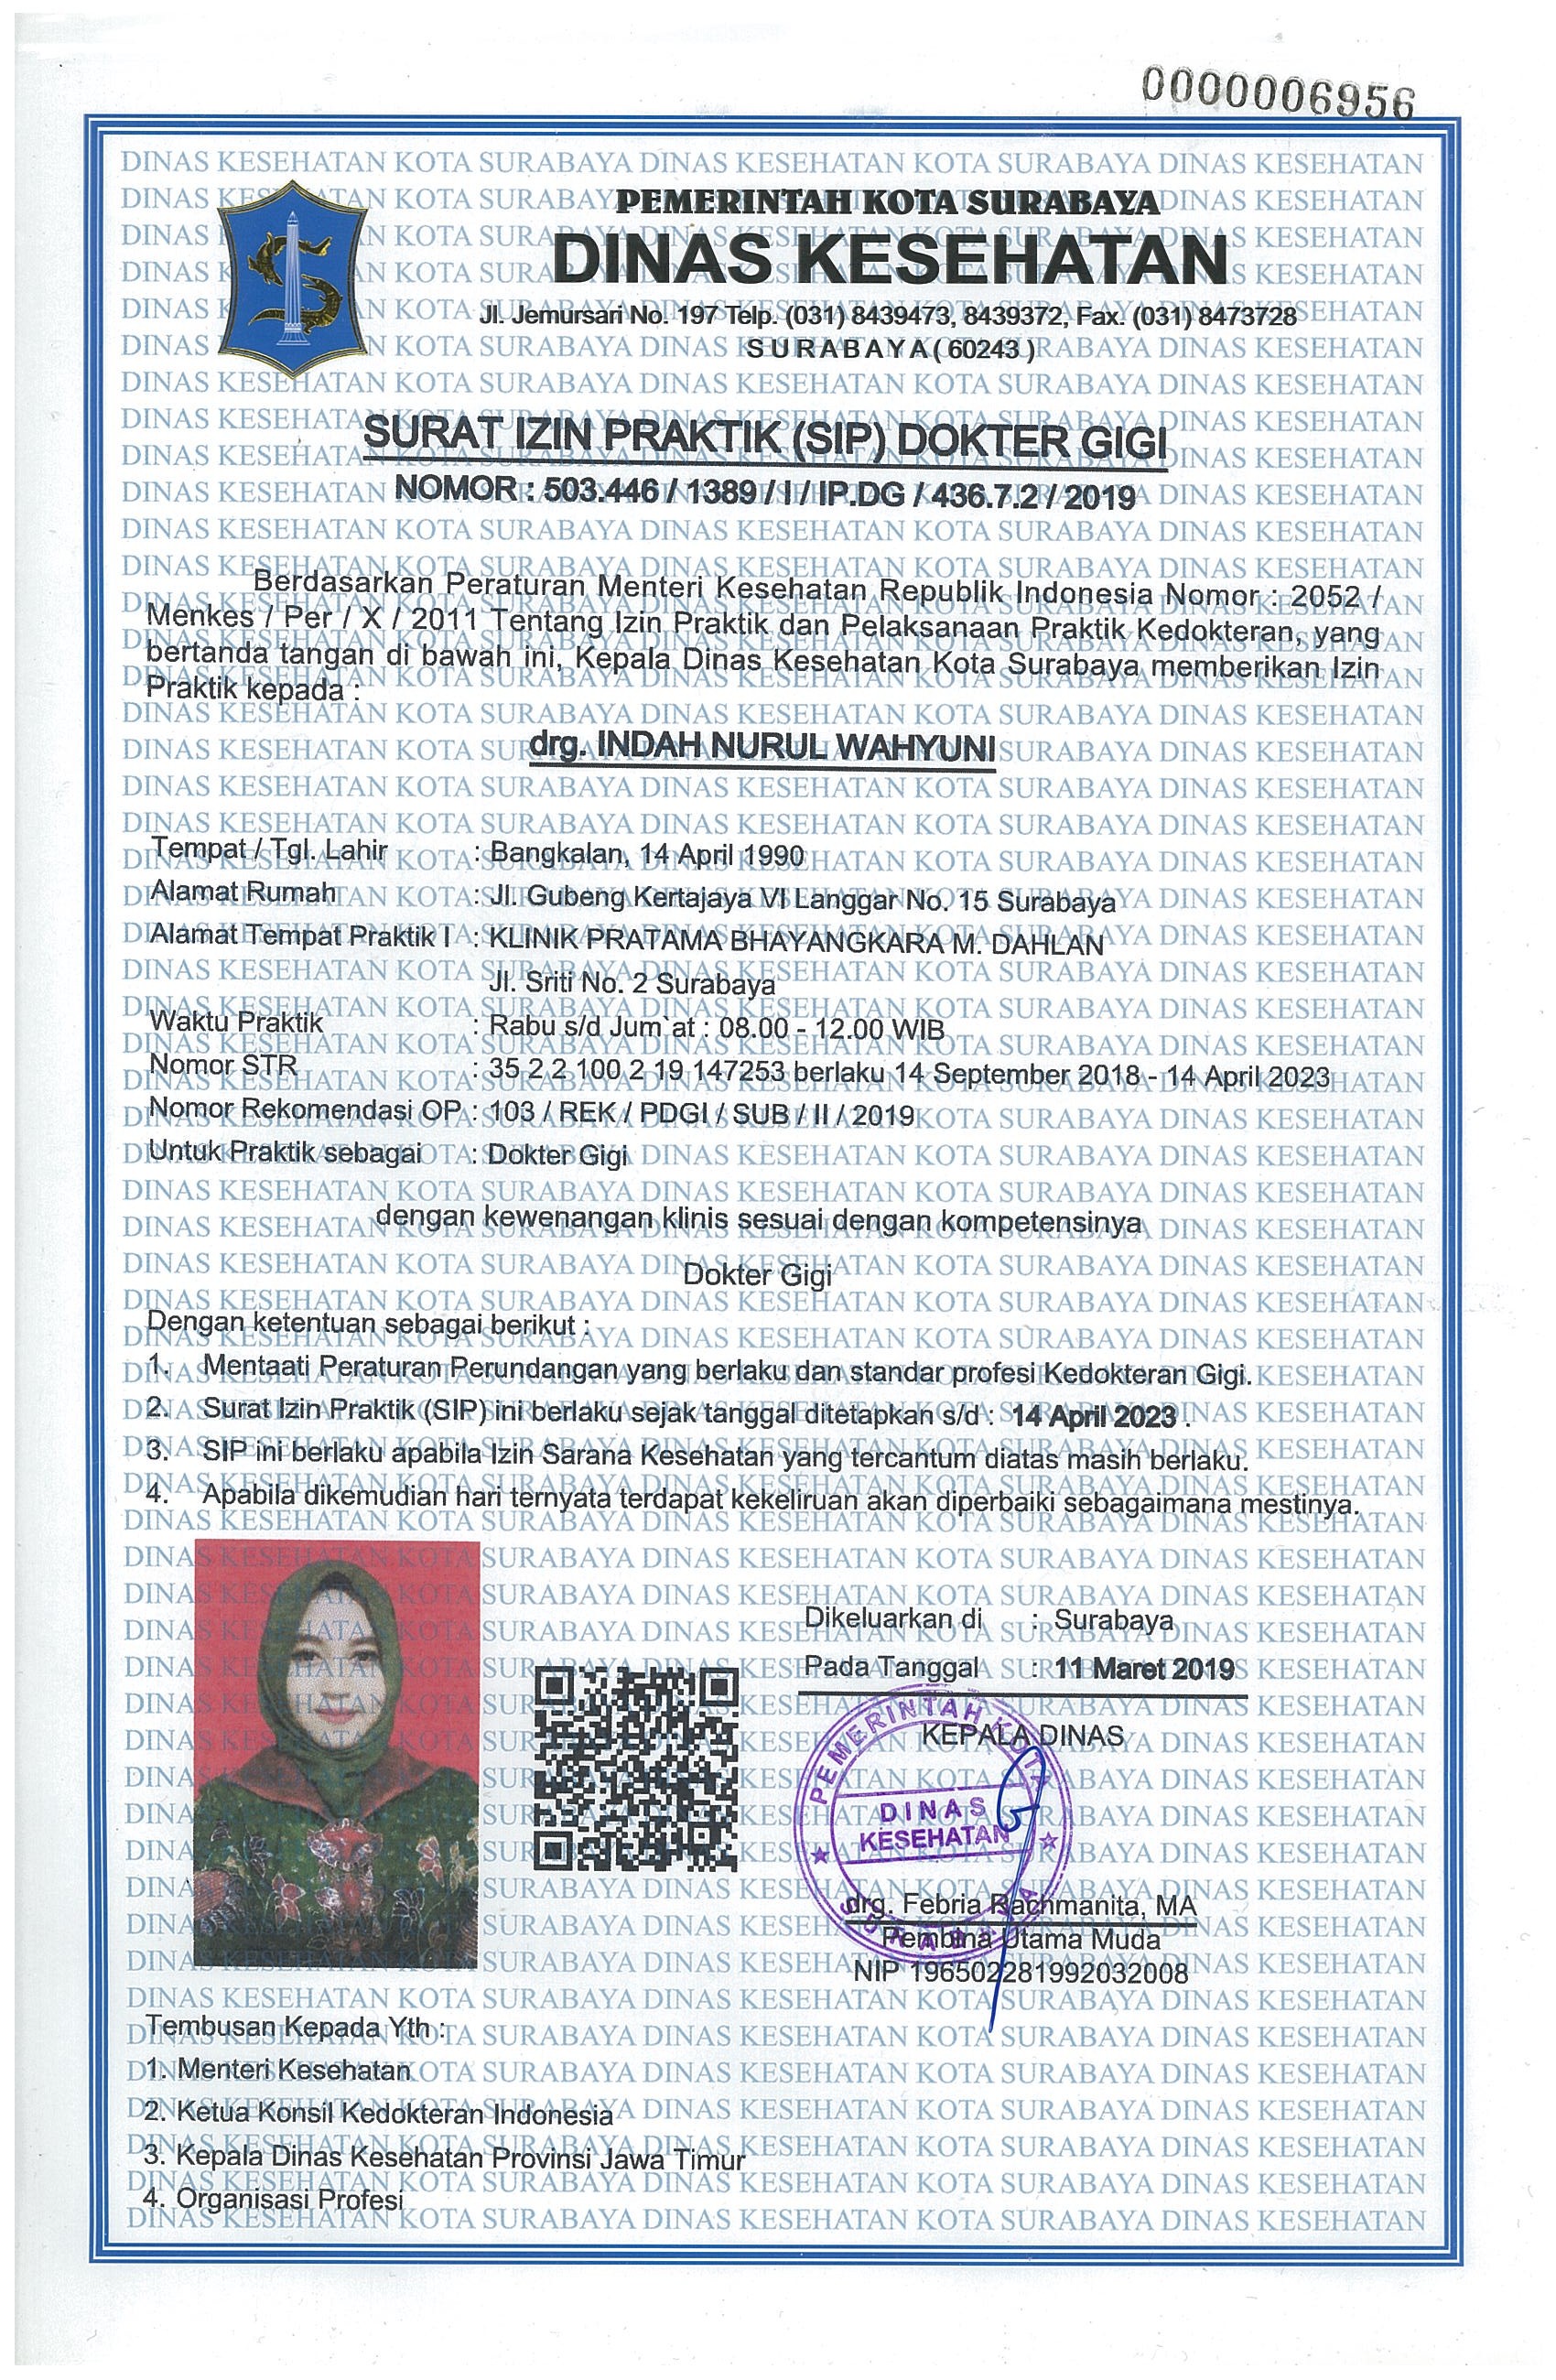 0000006956
PEMERINTAH KOTA SURABAYA
DINAS KESEHATAN
Jl. Jemursari No. 197 Telp. (031) 8439473, 8439372, Fax. (031) 8473728
SURABAYA ( 60243 )
SURAT IZIN PRAKTIK (SIP) DOKTER GIGI
NOMOR : 503.446 / 1389 / I / IP.DG / 436.7.2 / 2019
Berdasarkan Peraturan Menteri Kesehatan Republik Indonesia Nomor : 2052 /
Menkes / Per / X / 2011 Tentang Izin Praktik dan Pelaksanaan Praktik Kedokteran, yang
bertanda tangan di bawah ini, Kepala Dinas Kesehatan Kota Surabaya memberikan Izin
Praktik kepada :
drg. INDAH NURUL WAHYUNI
Tempat / Tgl. Lahir : Bangkalan, 14 April 1990
Alamat Rumah : Jl. Gubeng Kertajaya VI Langgar No. 15 Surabaya
Alamat Tempat Praktik I : KLINIK PRATAMA BHAYANGKARA M. DAHLAN
Jl. Sriti No. 2 Surabaya
Waktu Praktik : Rabu s/d Jum`at : 08.00 - 12.00 WIB
Nomor STR : 35 2 2 100 2 19 147253 berlaku 14 September 2018 - 14 April 2023
Nomor Rekomendasi OP : 103 / REK / PDGI / SUB / II / 2019
Untuk Praktik sebagai : Dokter Gigi
dengan kewenangan klinis sesuai dengan kompetensinya
Dokter Gigi
Dengan ketentuan sebagai berikut :
1. Mentaati Peraturan Perundangan yang berlaku dan standar profesi Kedokteran Gigi.
2. Surat Izin Praktik (SIP) ini berlaku sejak tanggal ditetapkan s/d : 14 April 2023 .
3. SIP ini berlaku apabila Izin Sarana Kesehatan yang tercantum diatas masih berlaku.
4. Apabila dikemudian hari ternyata terdapat kekeliruan akan diperbaiki sebagaimana mestinya.
Dikeluarkan di : Surabaya
Pada Tanggal : 11 Maret 2019
KEPALA DINAS
PEMERINTAH KOTA
DINAS
KESEHATAN
SURABAYA
drg. Febria Rachmanita, MA
Pembina Utama Muda
NIP 196502281992032008
Tembusan Kepada Yth :
1. Menteri Kesehatan
2. Ketua Konsil Kedokteran Indonesia
3. Kepala Dinas Kesehatan Provinsi Jawa Timur
4. Organisasi Profesi